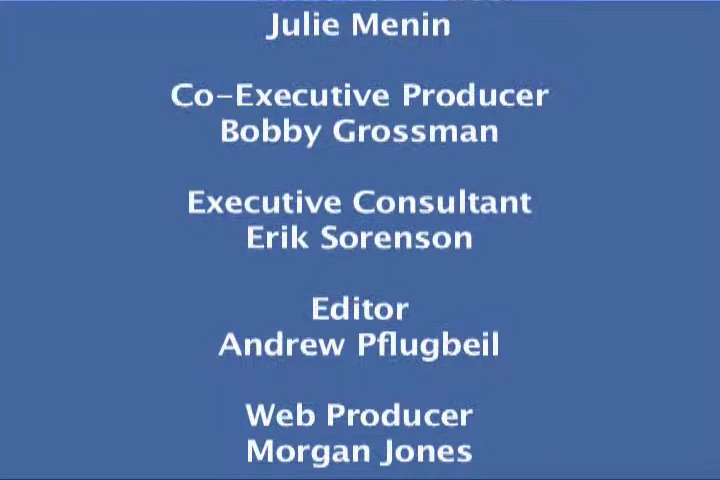 Julie Menin
Co-Executive Producer
Bobby Grossman
Executive Consultant
Erik Sorenson
Editor
Andrew Pflugbeil
Web Producer
Morgan Jones